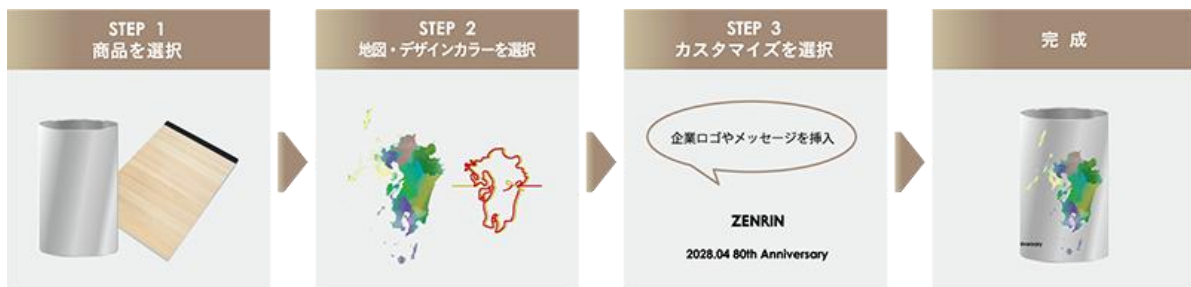 STEP 1
商品を選択
STEP 2
地図・デザインカラーを選択
STEP 3
カスタマイズを選択
企業ロゴやメッセージを挿入
ZENRIN
2028.04 80th Anniversary
完成